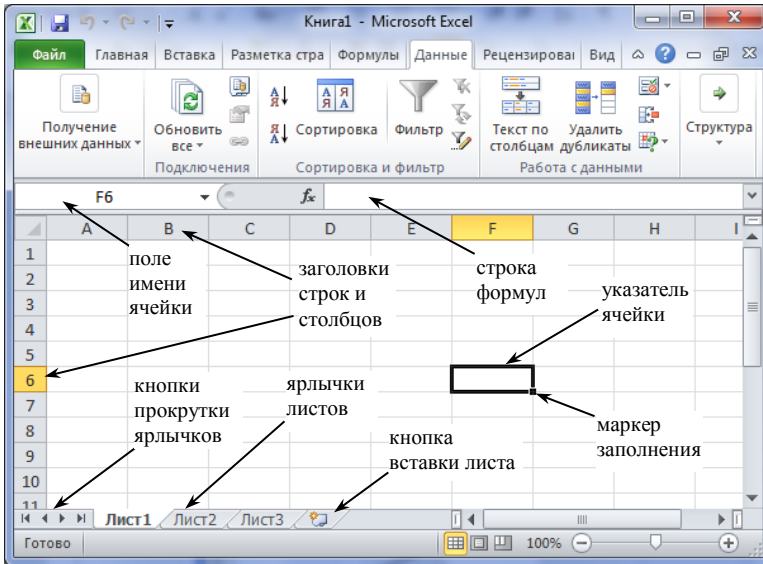 Книга1 - Microsoft Excel
Файл Главная Вставка Разметка стра Формулы Данные Рецензировал Вид
Получение внешних данных
Обновить все
Подключения
Сортировка
Фильтр
Сортировка и фильтр
Текст по столбцам
Удалить дубликаты
Работа с данными
Структура
F6
fx
A B C D E F G H I
1
2
3
4
5
6
7
8
9
10
11
поле
имени
ячейки
заголовки
строк и
столбцов
строка
формул
указатель
ячейки
кнопки
прокрутки
ярлычков
ярлычки
листов
кнопка
вставки листа
маркер
заполнения
Лист1 Лист2 Лист3
Готово
100%